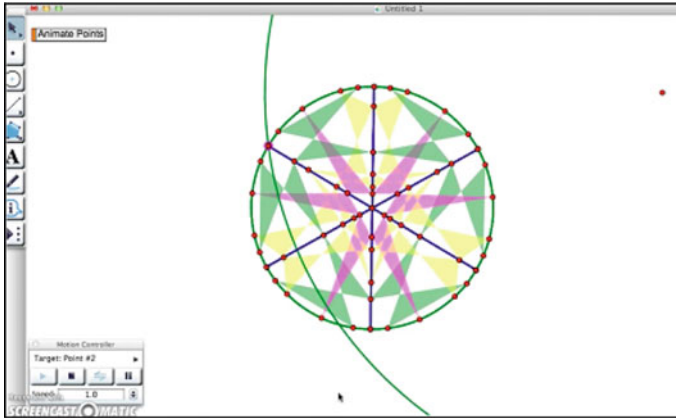 Untitled 1
Animate Points
A
Motion Controller
Target: Point #2
Speed: 1.0
SCREENCAST-O-MATIC